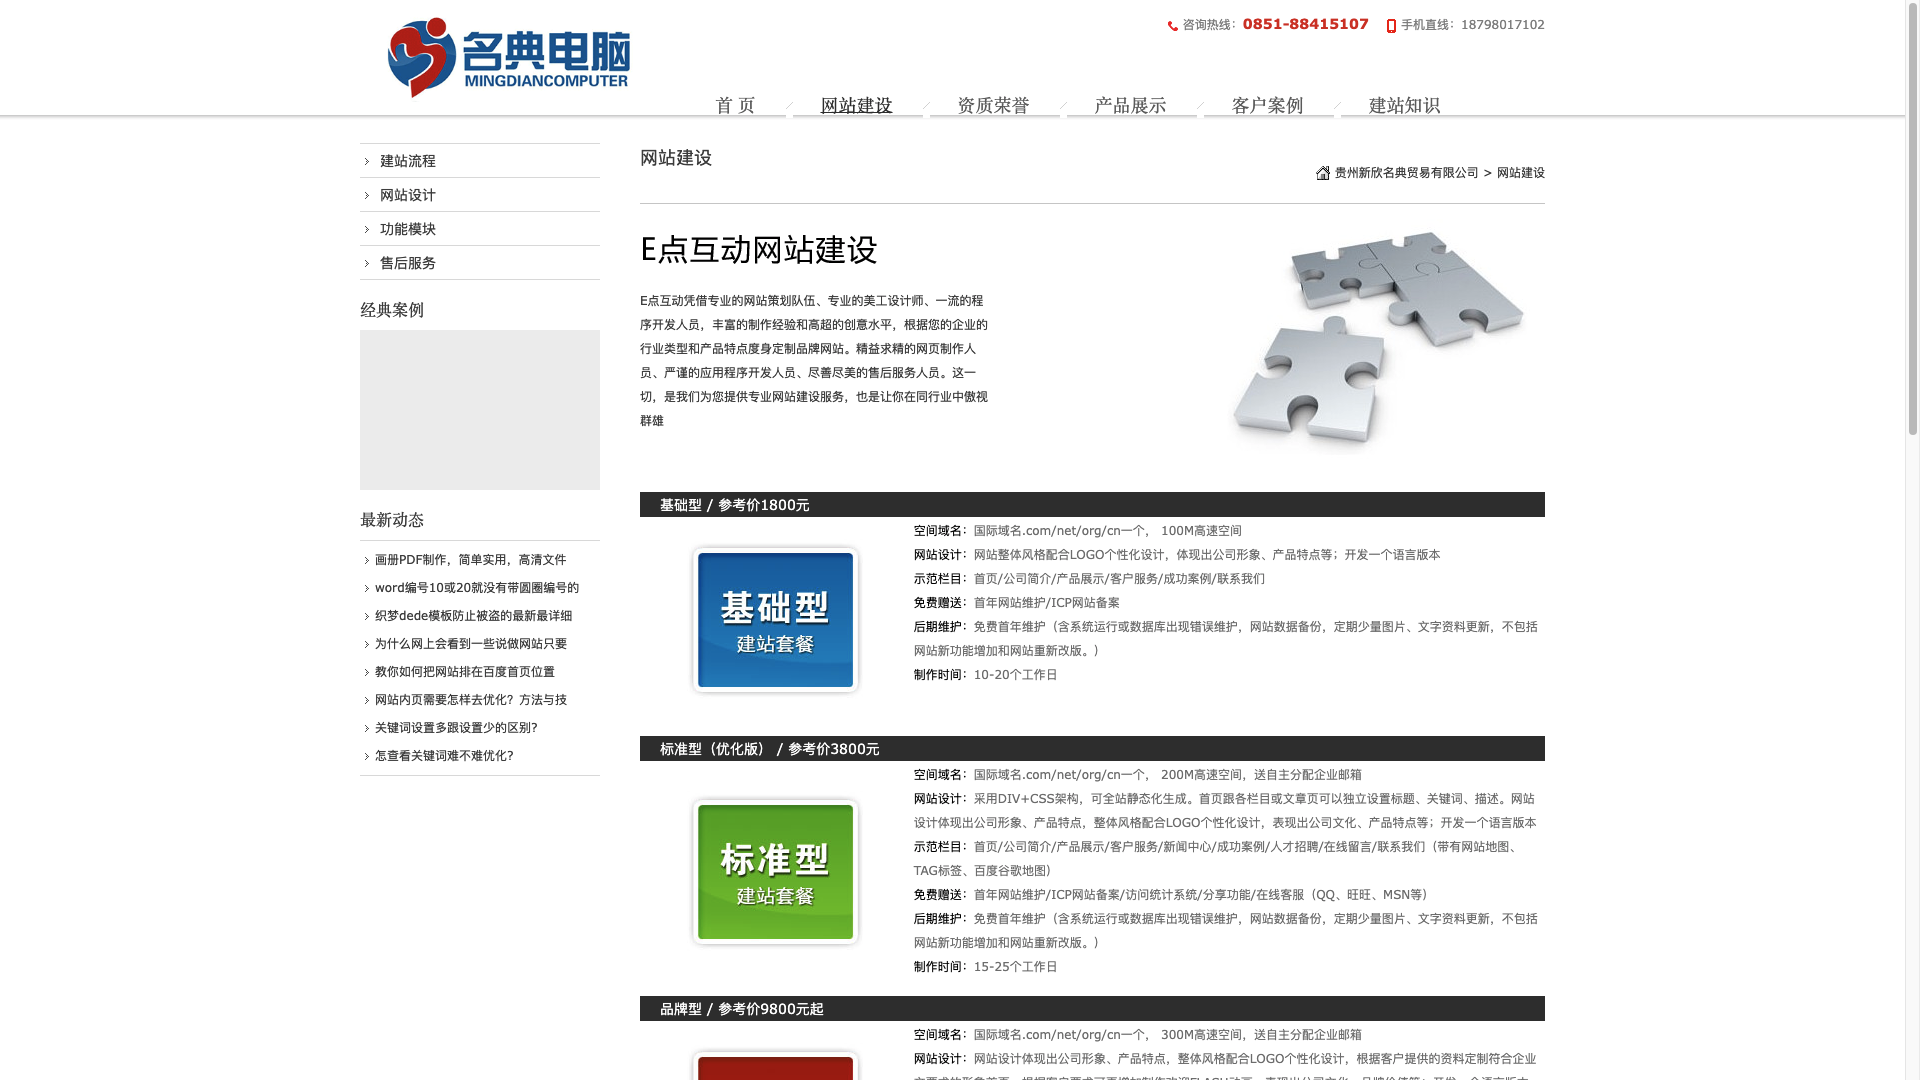 名典电脑
MINGDIANCOMPUTER
咨询热线：0851-88415107 手机直线：18798017102
首 页 网站建设 资质荣誉 产品展示 客户案例 建站知识
建站流程
网站设计
功能模块
售后服务
经典案例
最新动态
画册PDF制作，简单实用，高清文件
word编号10或20就没有带圆圈编号的
织梦dede模板防止被盗的最新最详细
为什么网上会看到一些说做网站只要
教你如何把网站排在百度首页位置
网站内页需要怎样去优化？方法与技
关键词设置多跟设置少的区别？
怎查看关键词难不难优化？
网站建设
贵州新欣名典贸易有限公司 > 网站建设
E点互动网站建设
E点互动凭借专业的网站策划队伍、专业的美工设计师、一流的程
序开发人员，丰富的制作经验和高超的创意水平，根据您的企业的
行业类型和产品特点度身定制品牌网站。精益求精的网页制作人
员、严谨的应用程序开发人员、尽善尽美的售后服务人员。这一
切，是我们为您提供专业网站建设服务，也是让你在同行业中傲视
群雄
基础型 / 参考价1800元
基础型
建站套餐
空间域名：国际域名.com/net/org/cn一个， 100M高速空间
网站设计：网站整体风格配合LOGO个性化设计，体现出公司形象、产品特点等；开发一个语言版本
示范栏目：首页/公司简介/产品展示/客户服务/成功案例/联系我们
免费赠送：首年网站维护/ICP网站备案
后期维护：免费首年维护（含系统运行或数据库出现错误维护，网站数据备份，定期少量图片、文字资料更新，不包括
网站新功能增加和网站重新改版。）
制作时间：10-20个工作日
标准型（优化版） / 参考价3800元
标准型
建站套餐
空间域名：国际域名.com/net/org/cn一个， 200M高速空间，送自主分配企业邮箱
网站设计：采用DIV+CSS架构，可全站静态化生成。首页跟各栏目或文章页可以独立设置标题、关键词、描述。网站
设计体现出公司形象、产品特点，整体风格配合LOGO个性化设计，表现出公司文化、产品特点等；开发一个语言版本
示范栏目：首页/公司简介/产品展示/客户服务/新闻中心/成功案例/人才招聘/在线留言/联系我们（带有网站地图、
TAG标签、百度谷歌地图）
免费赠送：首年网站维护/ICP网站备案/访问统计系统/分享功能/在线客服（QQ、旺旺、MSN等）
后期维护：免费首年维护（含系统运行或数据库出现错误维护，网站数据备份，定期少量图片、文字资料更新，不包括
网站新功能增加和网站重新改版。）
制作时间：15-25个工作日
品牌型 / 参考价9800元起
空间域名：国际域名.com/net/org/cn一个， 300M高速空间，送自主分配企业邮箱
网站设计：网站设计体现出公司形象、产品特点，整体风格配合LOGO个性化设计，根据客户提供的资料定制符合企业